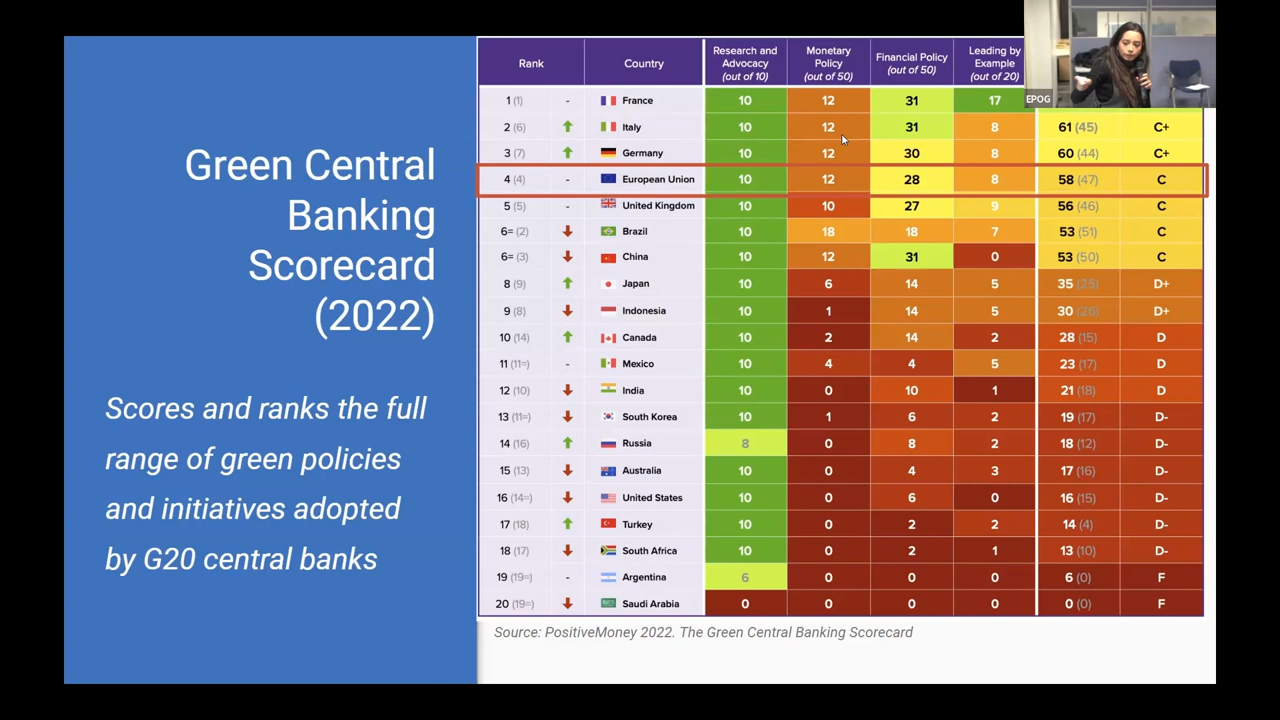 Green Central
Banking
Scorecard
(2022)
Scores and ranks the full
range of green policies
and initiatives adopted
by G20 central banks
Rank Country Research and Advocacy (out of 10) Monetary Policy (out of 50) Financial Policy (out of 50) Leading by Example (out of 20)
EPOG
1 (1) - France 10 12 31 17
2 (6) Italy 10 12 31 8 61 (45) C+
3 (7) Germany 10 12 30 8 60 (44) C+
4 (4) - European Union 10 12 28 8 58 (47) C
5 (5) - United Kingdom 10 10 27 9 56 (46) C
6= (2) Brazil 10 18 18 7 53 (51) C
6= (3) China 10 12 31 0 53 (50) C
8 (9) Japan 10 6 14 5 35 (25) D+
9 (8) Indonesia 10 1 14 5 30 (26) D+
10 (14) Canada 10 2 14 2 28 (15) D
11 (11=) - Mexico 10 4 4 5 23 (17) D
12 (10) India 10 0 10 1 21 (18) D
13 (11=) South Korea 10 1 6 2 19 (17) D-
14 (16) Russia 8 0 8 2 18 (12) D-
15 (13) Australia 10 0 4 3 17 (16) D-
16 (14=) United States 10 0 6 0 16 (15) D-
17 (18) Turkey 10 0 2 2 14 (4) D-
18 (17) South Africa 10 0 2 1 13 (10) D-
19 (19=) - Argentina 6 0 0 0 6 (0) F
20 (19=) Saudi Arabia 0 0 0 0 0 (0) F
Source: PositiveMoney 2022. The Green Central Banking Scorecard